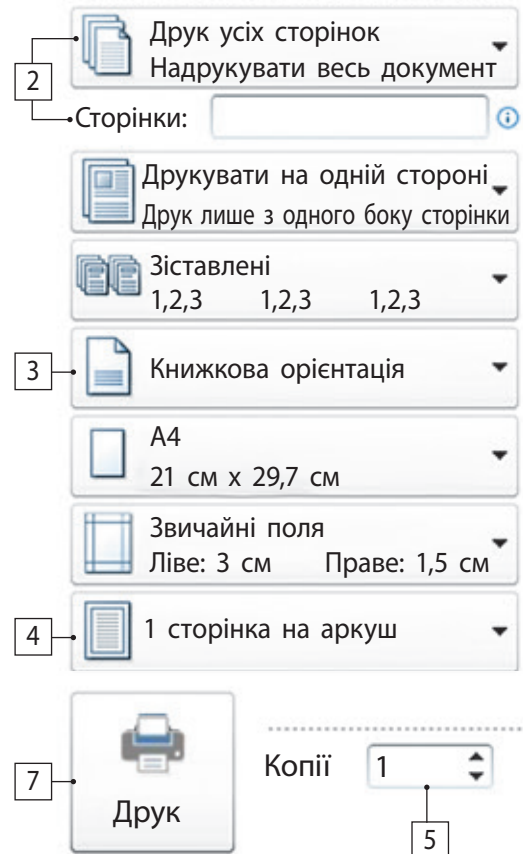 Друк усіх сторінок
Надрукувати весь документ
2
Сторінки:
Друкувати на одній стороні
Друк лише з одного боку сторінки
Зіставлені
1,2,3 1,2,3 1,2,3
3
Книжкова орієнтація
А4
21 см x 29,7 см
Звичайні поля
Ліве: 3 см Праве: 1,5 см
4
1 сторінка на аркуш
7
Друк
Копії 1
5